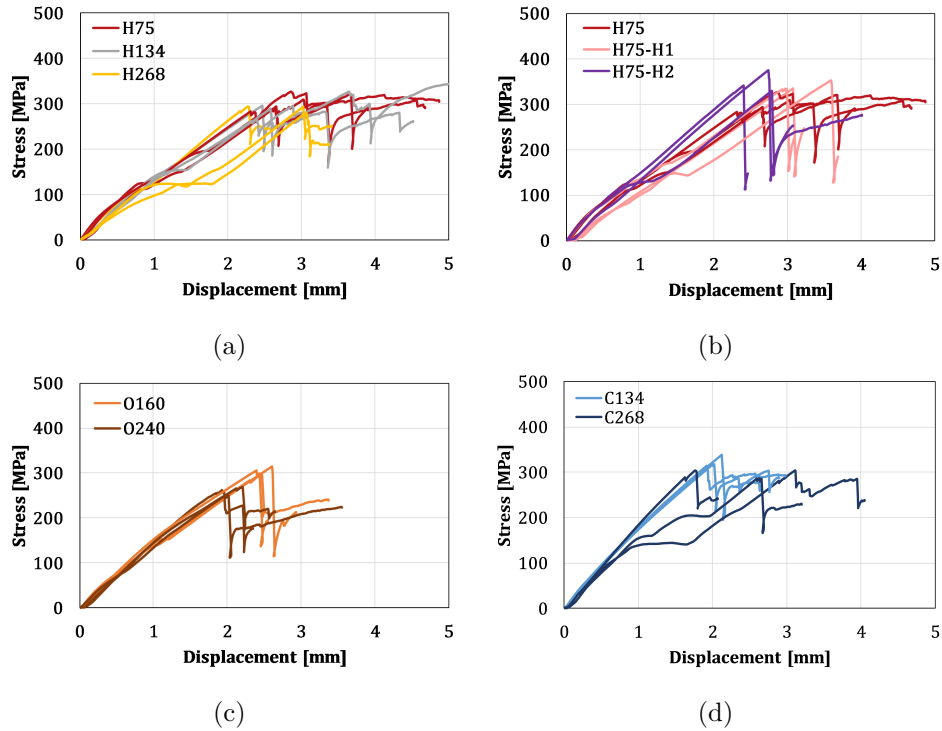 500
400
300
200
100
0
0 1 2 3 4 5
Stress [MPa]
Displacement [mm]
H75
H134
H268
(a)
500
400
300
200
100
0
0 1 2 3 4 5
Stress [MPa]
Displacement [mm]
H75
H75-H1
H75-H2
(b)
500
400
300
200
100
0
0 1 2 3 4 5
Stress [MPa]
Displacement [mm]
O160
O240
(c)
500
400
300
200
100
0
0 1 2 3 4 5
Stress [MPa]
Displacement [mm]
C134
C268
(d)